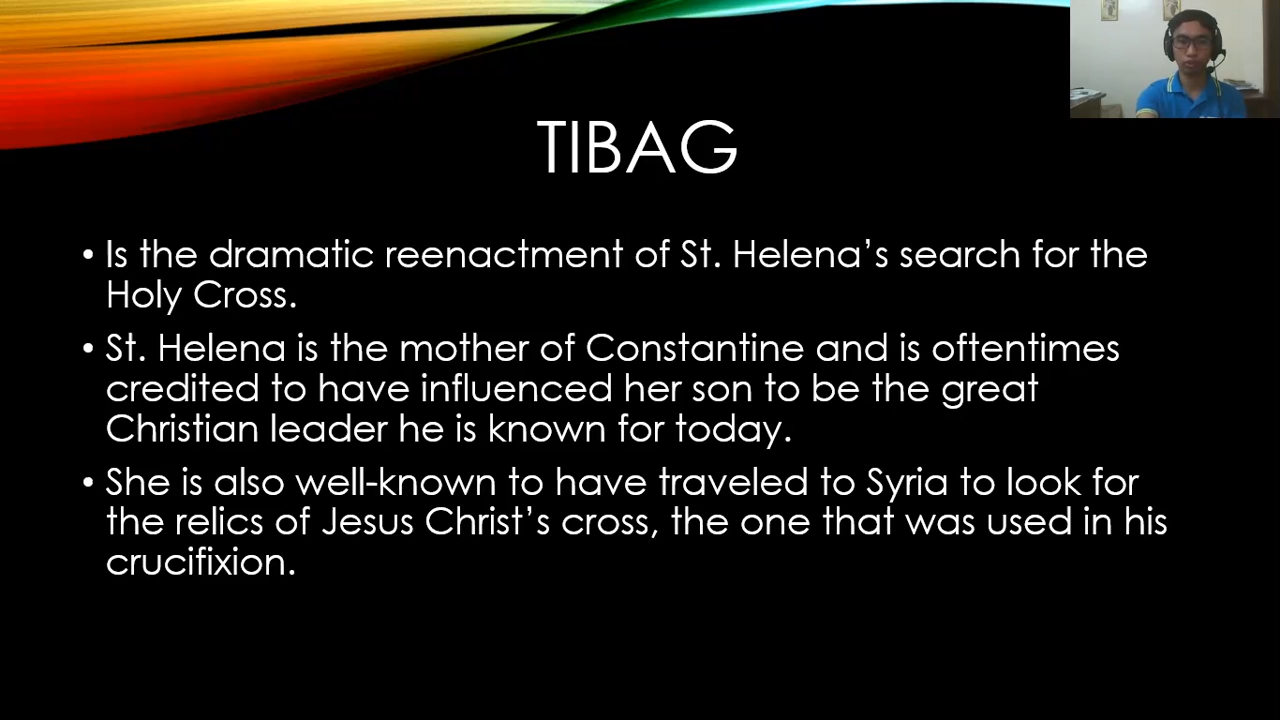 TIBAG
• Is the dramatic reenactment of St. Helena’s search for the
Holy Cross.
• St. Helena is the mother of Constantine and is oftentimes
credited to have influenced her son to be the great
Christian leader he is known for today.
• She is also well-known to have traveled to Syria to look for
the relics of Jesus Christ’s cross, the one that was used in his
crucifixion.